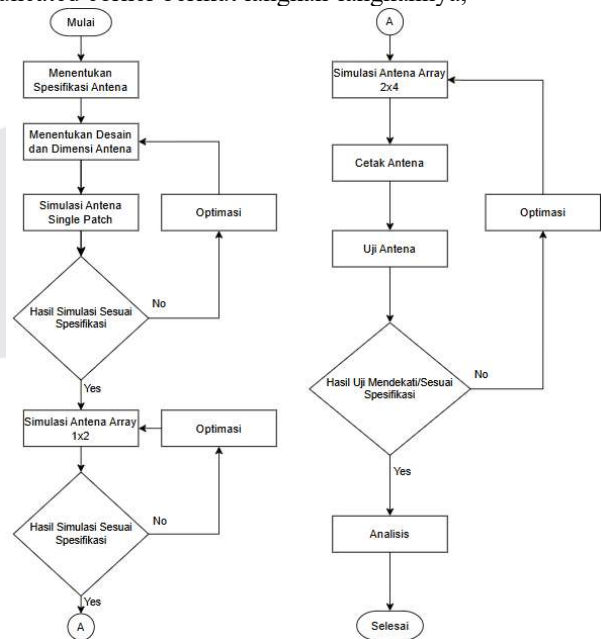 langkah-langkahnya,
Mulai
Menentukan
Spesifikasi Antena
Menentukan Desain
dan Dimensi Antena
Simulasi Antena
Single Patch
Optimasi
Hasil Simulasi Sesuai
Spesifikasi
No
Yes
Simulasi Antena Array
1x2
Optimasi
Hasil Simulasi Sesuai
Spesifikasi
No
Yes
A
A
Simulasi Antena Array
2x4
Cetak Antena
Optimasi
Uji Antena
Hasil Uji Mendekati/Sesuai
Spesifikasi
No
Yes
Analisis
Selesai